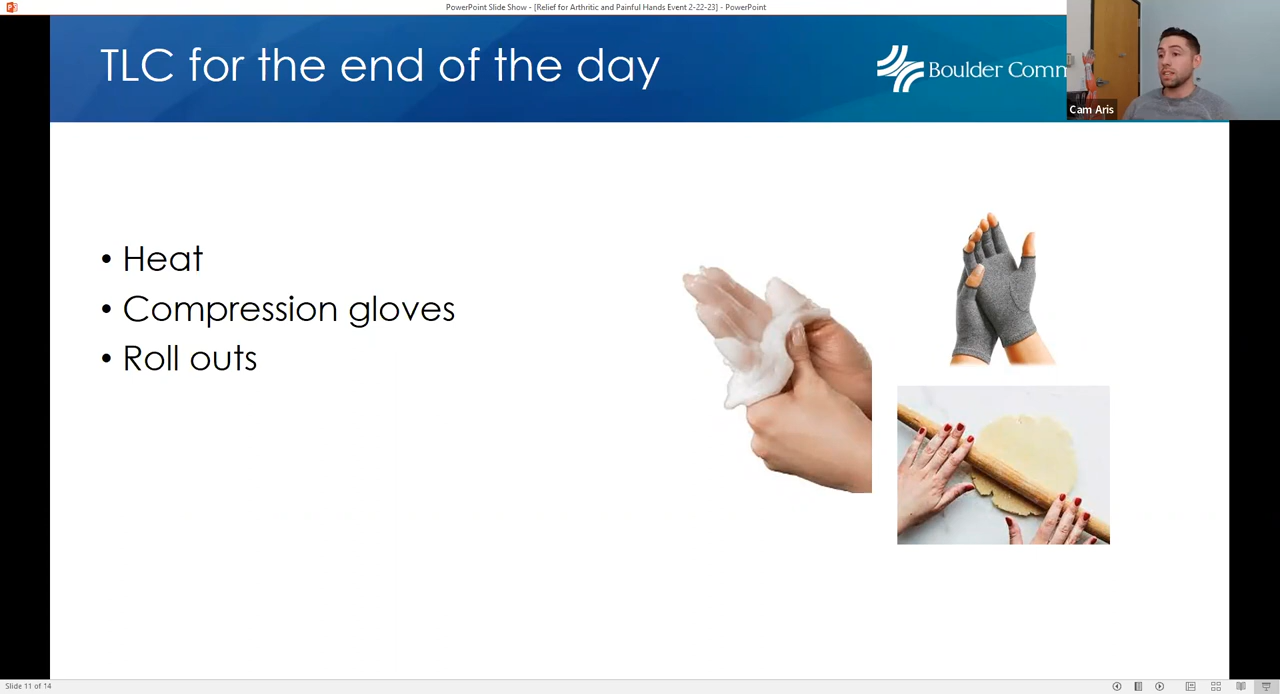 PowerPoint Slide Show - [Relief for Arthritic and Painful Hands Event 2-22-23] - PowerPoint
TLC for the end of the day
Boulder Comm
Cam Aris
• Heat
• Compression gloves
• Roll outs
Slide 11 of 14